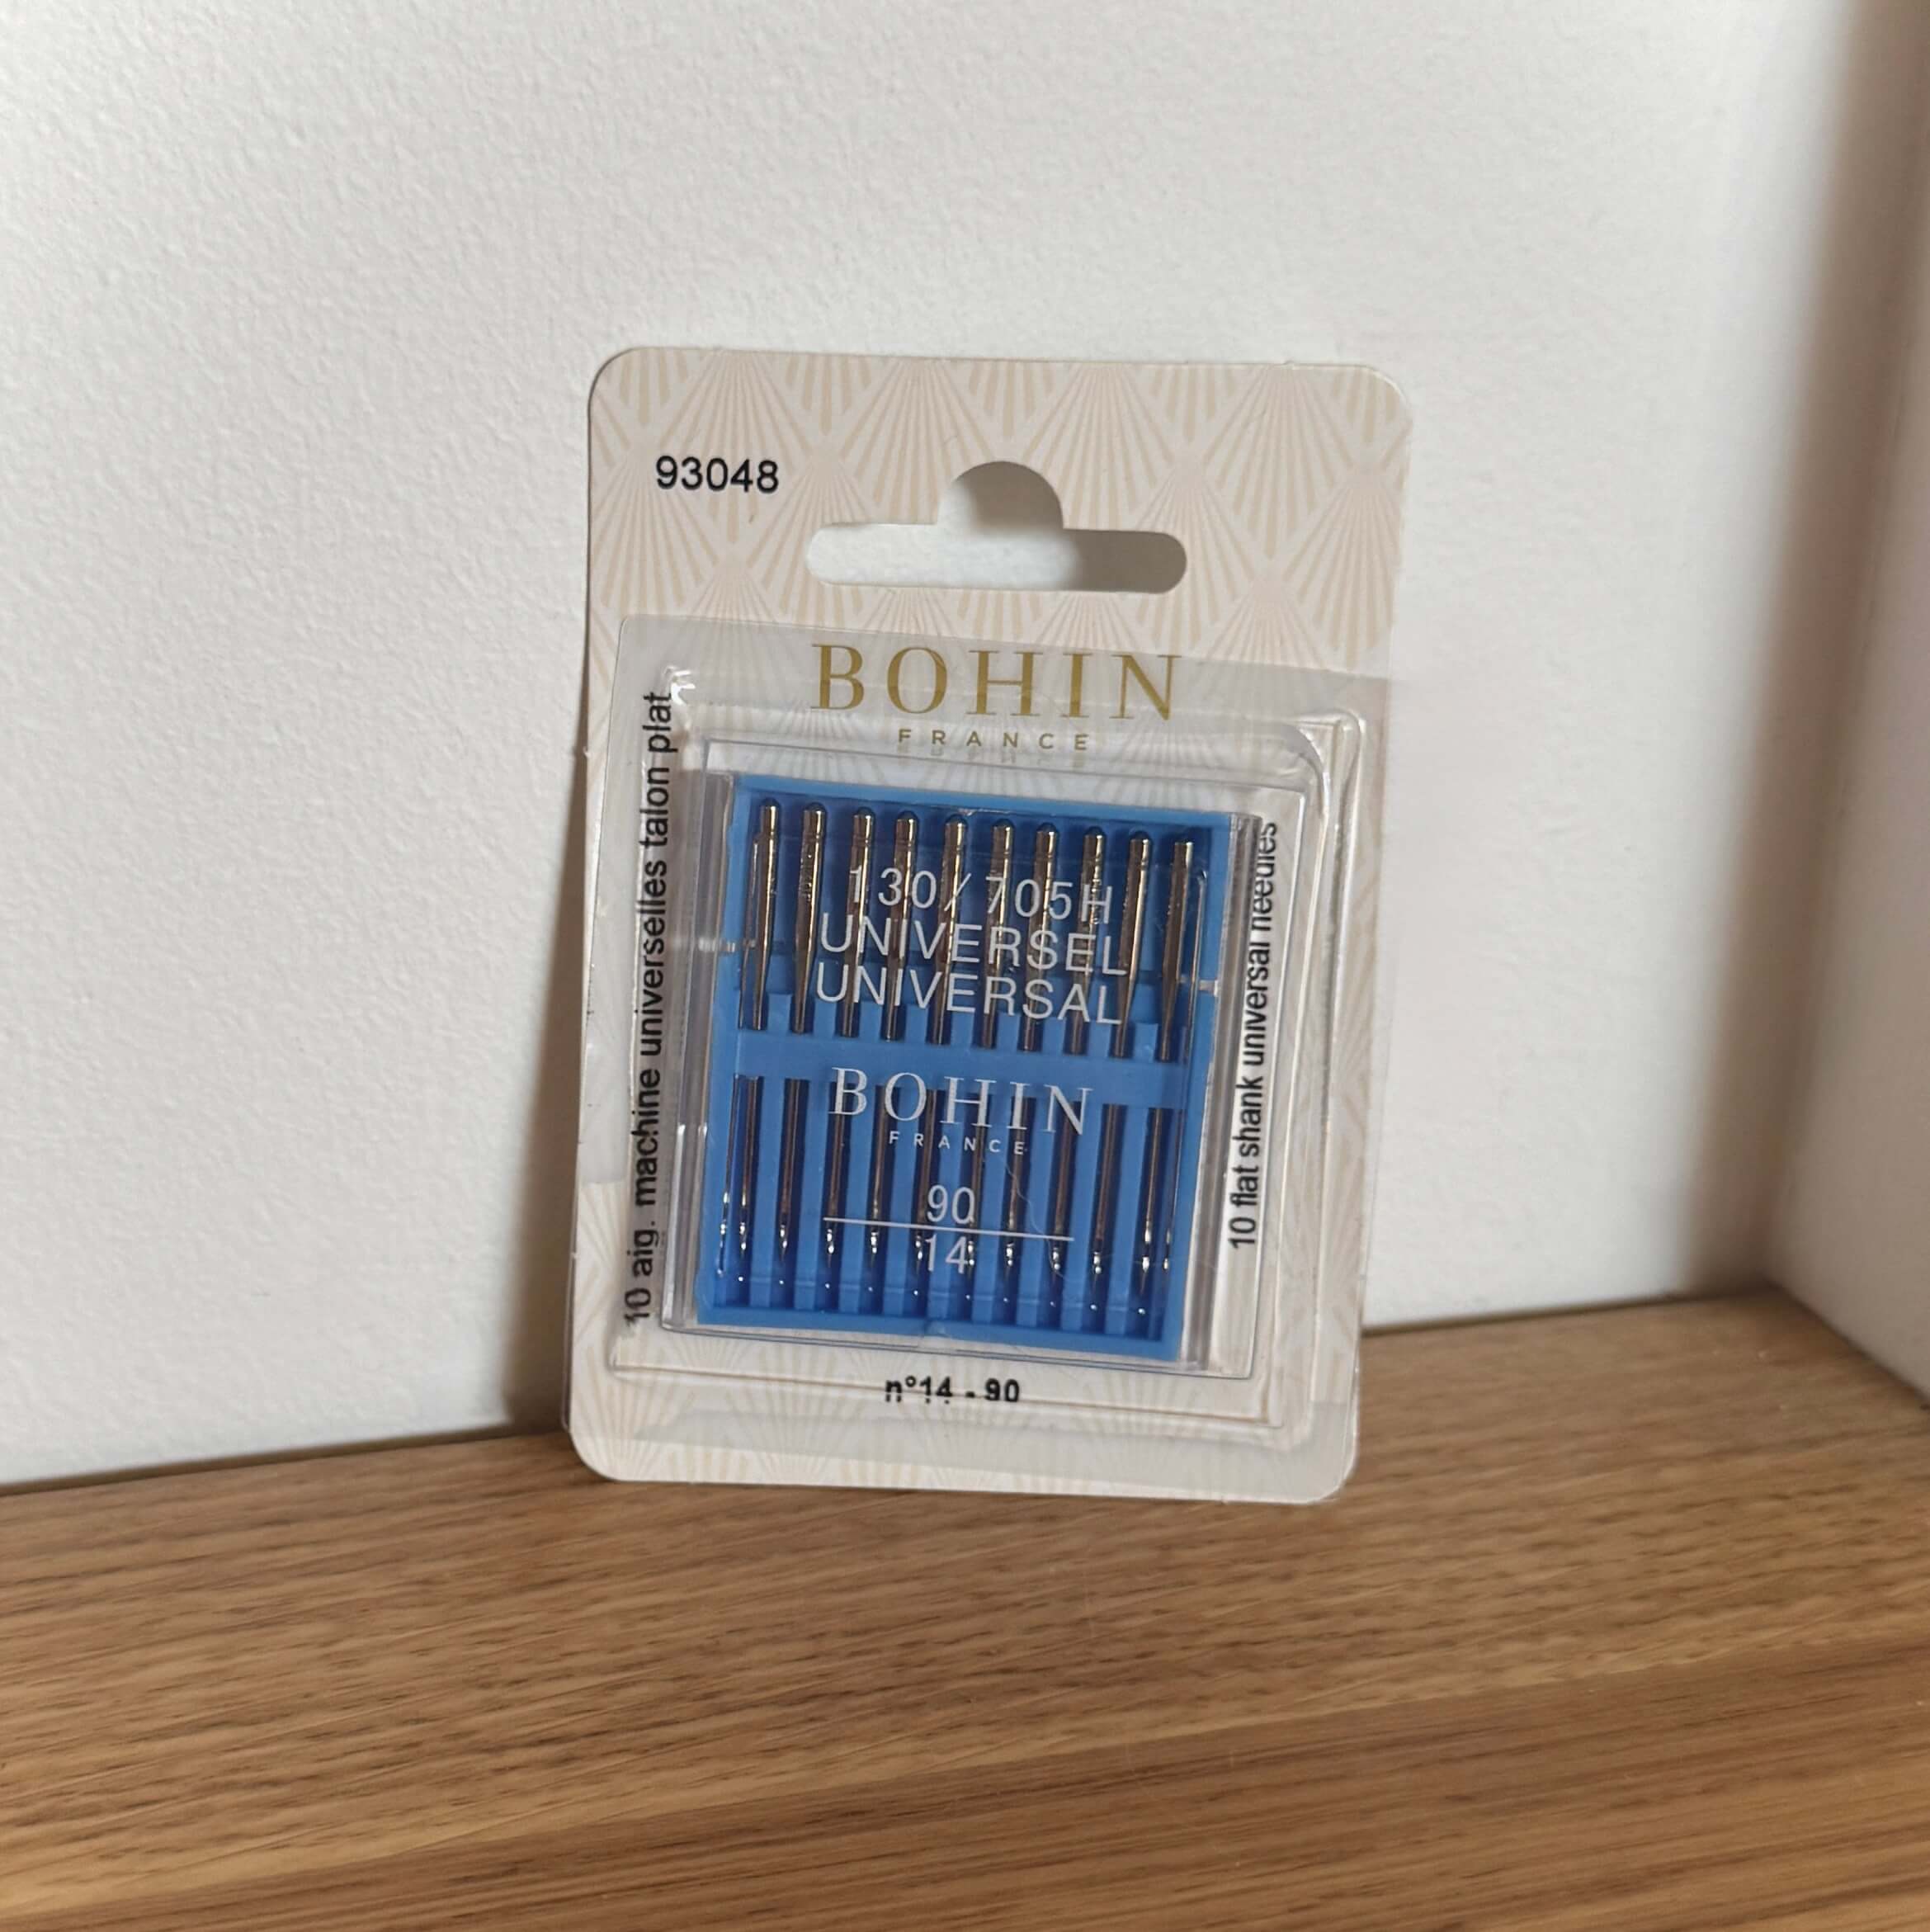 93048
BOHIN
FRANCE
10 aig. machine universelles talon plat
130/705H
UNIVERSEL
UNIVERSAL
BOHIN
FRANCE
90
14
10 flat shank universal needles
n°14 - 90